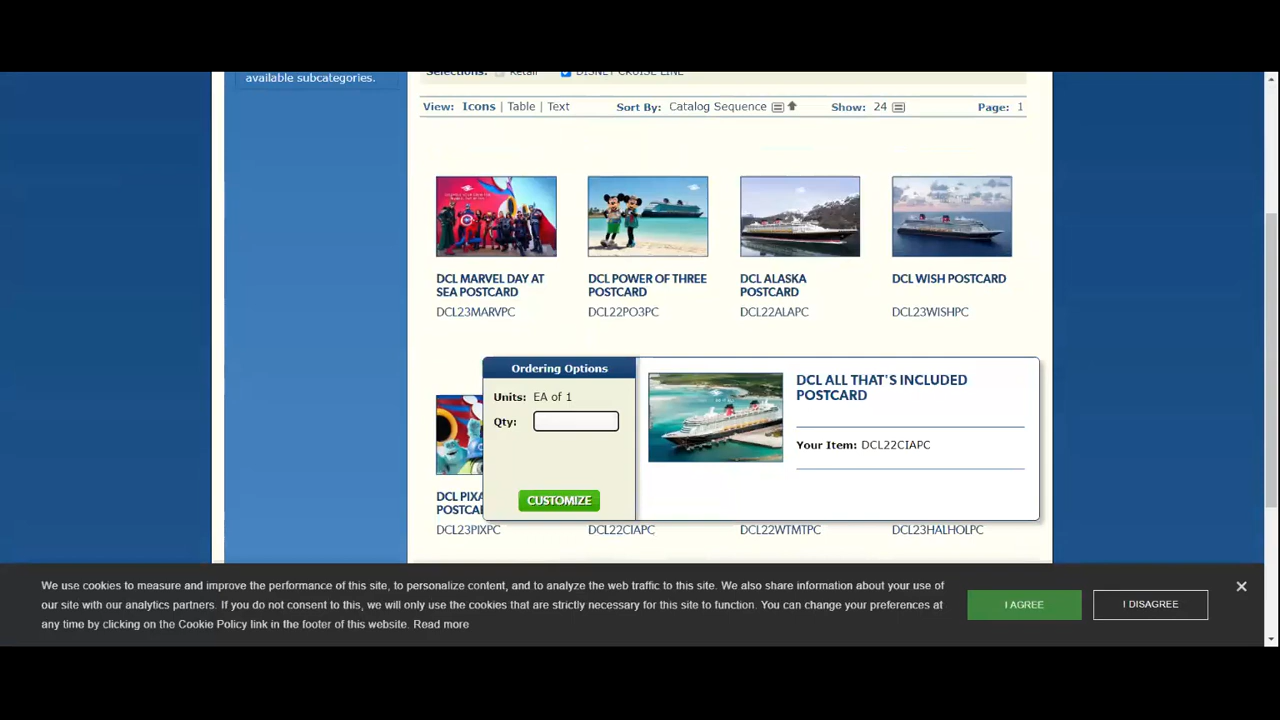 available subcategories.
Selections: Retail DISNEY CRUISE LINE
View: Icons | Table | Text Sort By: Catalog Sequence Show: 24 Page: 1
DCL MARVEL DAY AT
SEA POSTCARD
DCL23MARVPC
DCL POWER OF THREE
POSTCARD
DCL22PO3PC
DCL ALASKA
POSTCARD
DCL22ALAPC
DCL WISH POSTCARD
DCL23WISHPC
Ordering Options
Units: EA of 1
Qty:
CUSTOMIZE
DCL ALL THAT'S INCLUDED
POSTCARD
Your Item: DCL22CIAPC
DCL23PIXPC
DCL22CIAPC
DCL22WTMTPC
DCL23HALHOLPC
We use cookies to measure and improve the performance of this site, to personalize content, and to analyze the web traffic to this site. We also share information about your use of
our site with our analytics partners. If you do not consent to this, we will only use the cookies that are strictly necessary for this site to function. You can change your preferences at
any time by clicking on the Cookie Policy link in the footer of this website. Read more
I AGREE
I DISAGREE